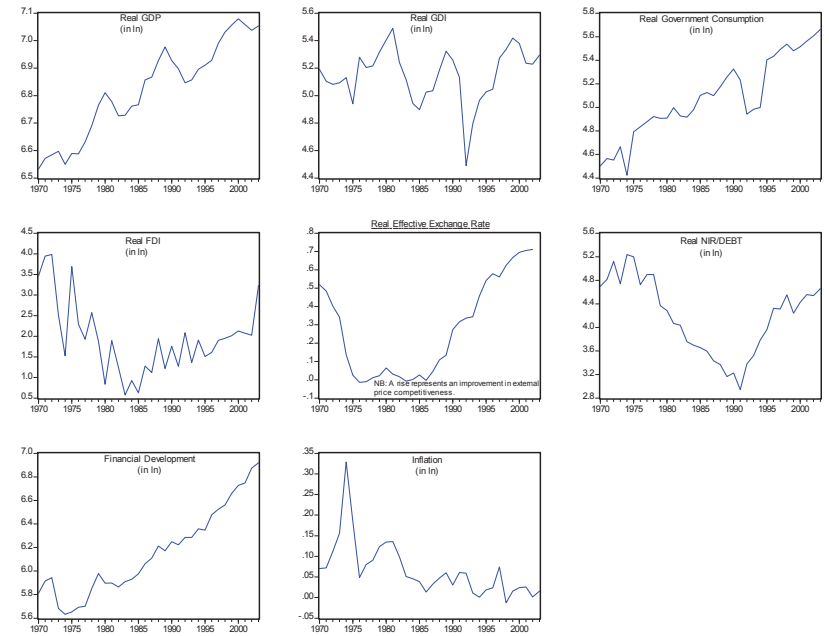 Real GDP
(in ln)
7.1
7.0
6.9
6.8
6.7
6.6
6.5
1970 1975 1980 1985 1990 1995 2000
Real GDI
(in ln)
5.6
5.4
5.2
5.0
4.8
4.6
4.4
1970 1975 1980 1985 1990 1995 2000
Real Government Consumption
(in ln)
5.8
5.6
5.4
5.2
5.0
4.8
4.6
4.4
1970 1975 1980 1985 1990 1995 2000
Real FDI
(in ln)
4.5
4.0
3.5
3.0
2.5
2.0
1.5
1.0
0.5
1970 1975 1980 1985 1990 1995 2000
Real Effective Exchange Rate
.8
.7
.6
.5
.4
.3
.2
.1
.0
-.1
NB: A rise represents an improvement in external
price competitiveness.
1970 1975 1980 1985 1990 1995 2000
Real NIR/DEBT
(in ln)
5.6
5.2
4.8
4.4
4.0
3.6
3.2
2.8
1970 1975 1980 1985 1990 1995 2000
Financial Development
(in ln)
7.0
6.8
6.6
6.4
6.2
6.0
5.8
5.6
1970 1975 1980 1985 1990 1995 2000
Inflation
(in ln)
.35
.30
.25
.20
.15
.10
.05
.00
-.05
1970 1975 1980 1985 1990 1995 2000